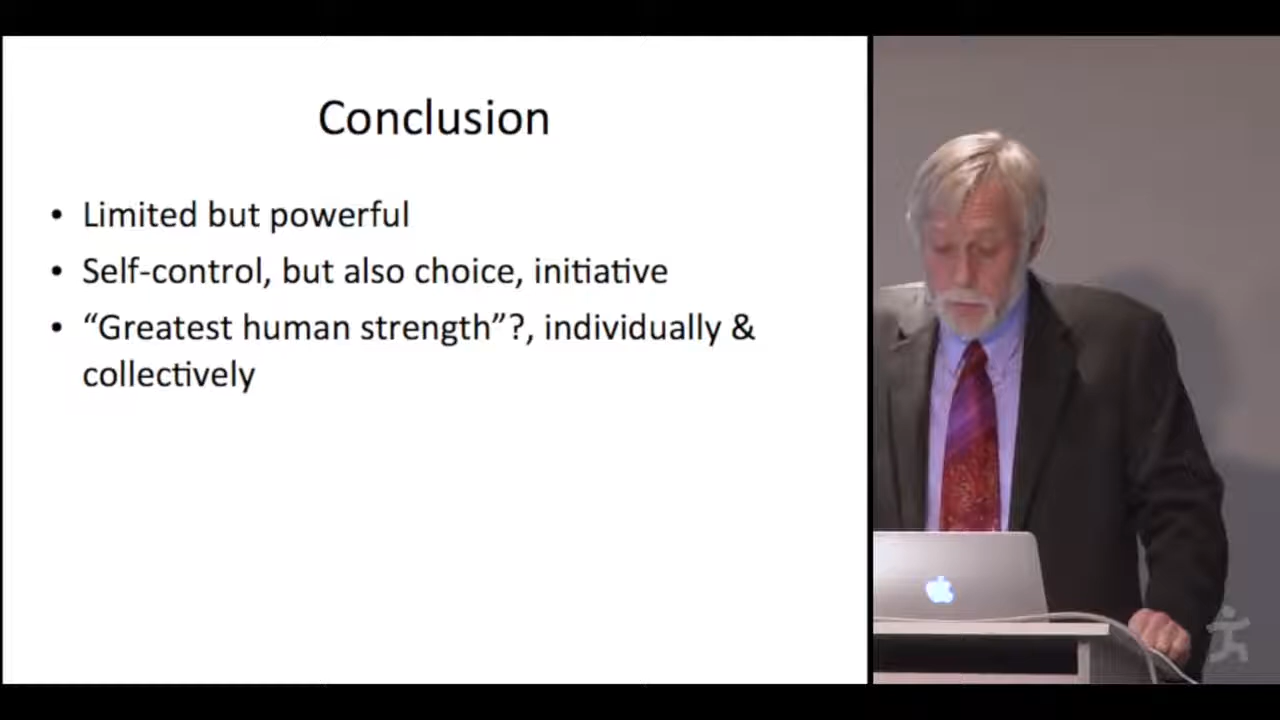 Conclusion
• Limited but powerful
• Self-control, but also choice, initiative
• “Greatest human strength”?, individually &
collectively